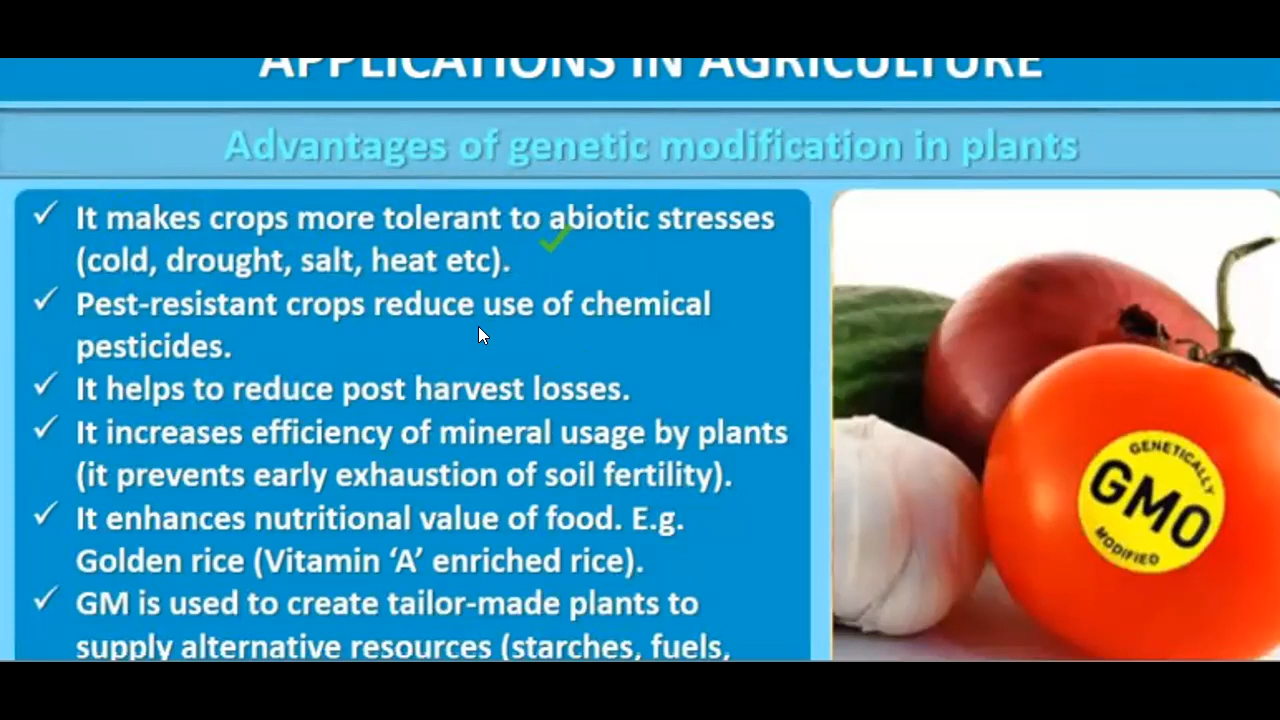 APPLICATIONS IN AGRICULTURE
Advantages of genetic modification in plants
It makes crops more tolerant to abiotic stresses
(cold, drought, salt, heat etc).
Pest-resistant crops reduce use of chemical
pesticides.
It helps to reduce post harvest losses.
It increases efficiency of mineral usage by plants
(it prevents early exhaustion of soil fertility).
It enhances nutritional value of food. E.g.
Golden rice (Vitamin ‘A’ enriched rice).
GM is used to create tailor-made plants to
supply alternative resources (starches, fuels,
GENETICALLY
GMO
MODIFIED